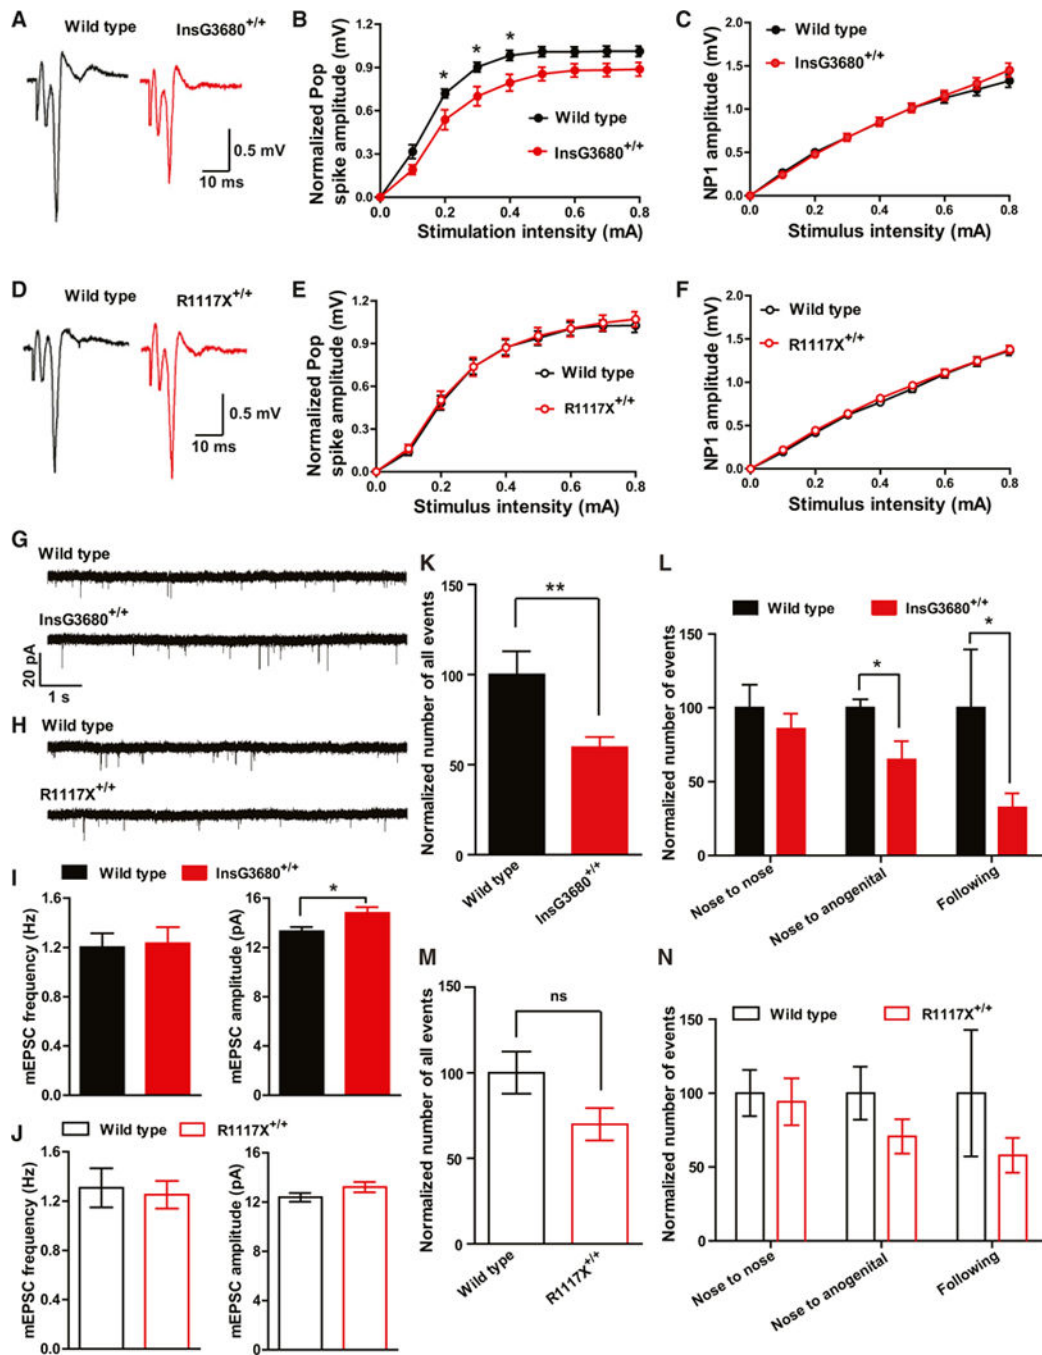 A
Wild type InsG3680+/+
0.5 mV
10 ms
B
Normalized Pop
spike amplitude (mV)
1.2
0.9
0.6
0.3
0.0
* * *
Wild type
InsG3680+/+
0.0 0.2 0.4 0.6 0.8
Stimulation intensity (mA)
C
NP1 amplitude (mV)
2.0
1.5
1.0
0.5
0.0
Wild type
InsG3680+/+
0.0 0.2 0.4 0.6 0.8
Stimulus intensity (mA)
D
Wild type R1117X+/+
0.5 mV
10 ms
E
Normalized Pop
spike amplitude (mV)
1.2
0.9
0.6
0.3
0.0
Wild type
R1117X+/+
0.0 0.2 0.4 0.6 0.8
Stimulus intensity (mA)
F
NP1 amplitude (mV)
2.0
1.5
1.0
0.5
0.0
Wild type
R1117X+/+
0.0 0.2 0.4 0.6 0.8
Stimulus intensity (mA)
G
Wild type
InsG3680+/+
20 pA
1 s
H
Wild type
R1117X+/+
I
Wild type InsG3680+/+
mEPSC frequency (Hz)
1.6
1.2
0.8
0.4
0.0
mEPSC amplitude (pA)
16
12
8
4
0
*
J
Wild type R1117X+/+
mEPSC frequency (Hz)
1.6
1.2
0.8
0.4
0.0
mEPSC amplitude (pA)
16
12
8
4
0
K
Normalized number of all events
150
100
50
0
**
Wild type
InsG3680+/+
L
Wild type InsG3680+/+
Normalized number of events
150
100
50
0
*
*
Nose to nose
Nose to anogenital
Following
M
Normalized number of all events
150
100
50
0
ns
Wild type
R1117X+/+
N
Wild type R1117X+/+
Normalized number of events
150
100
50
0
Nose to nose
Nose to anogenital
Following